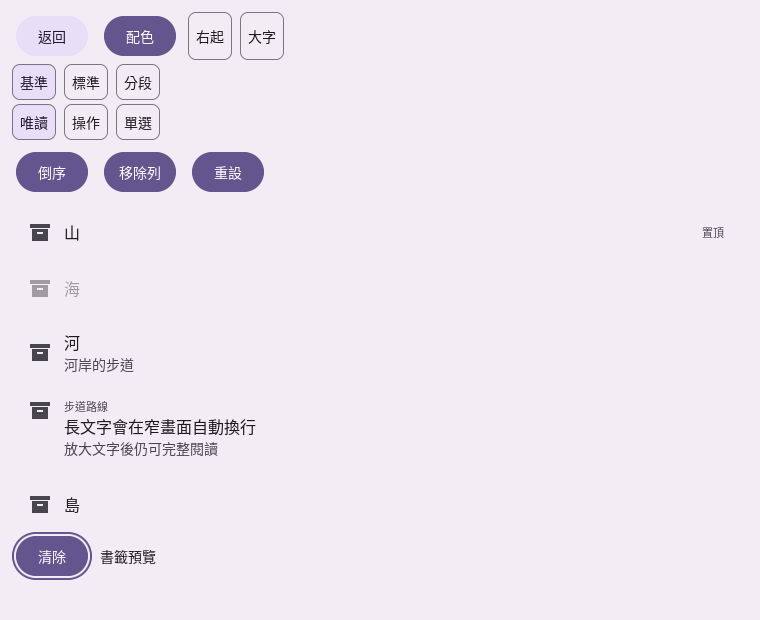 返回 配色 右起 大字
基準 標準 分段
唯讀 操作 單選
倒序 移除列 重設
山 置頂
海
河
河岸的步道
步道路線
長文字會在窄畫面自動換行
放大文字後仍可完整閱讀
島
清除 書籤預覽